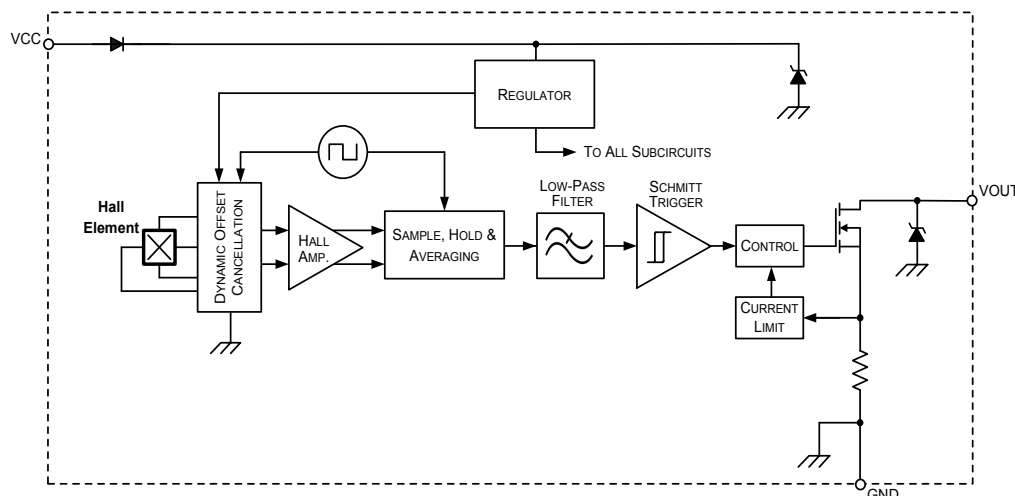 VCC
REGULATOR
TO ALL SUBCIRCUITS
LOW-PASS
FILTER
SCHMITT
TRIGGER
VOUT
Hall
Element
DYNAMIC OFFSET
CANCELLATION
HALL
AMP.
SAMPLE, HOLD &
AVERAGING
CONTROL
CURRENT
LIMIT
GND